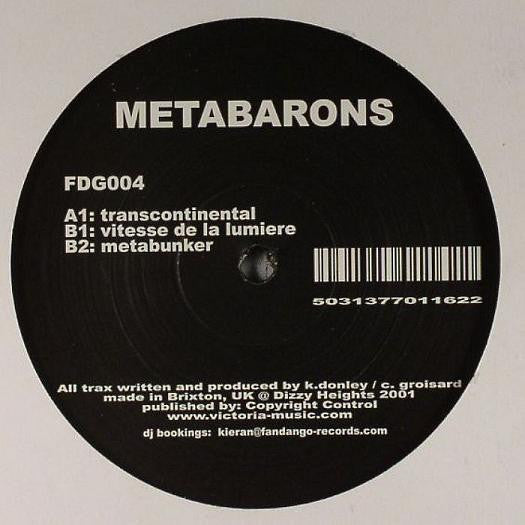 METABARONS
FDG004
A1: transcontinental
B1: vitesse de la lumiere
B2: metabunker
5031377011622
All trax written and produced by k.donley / c. groisard
made in Brixton, UK @ Dizzy Heights 2001
published by: Copyright Control
www.victoria-music.com
dj bookings: kieran@fandango-records.com